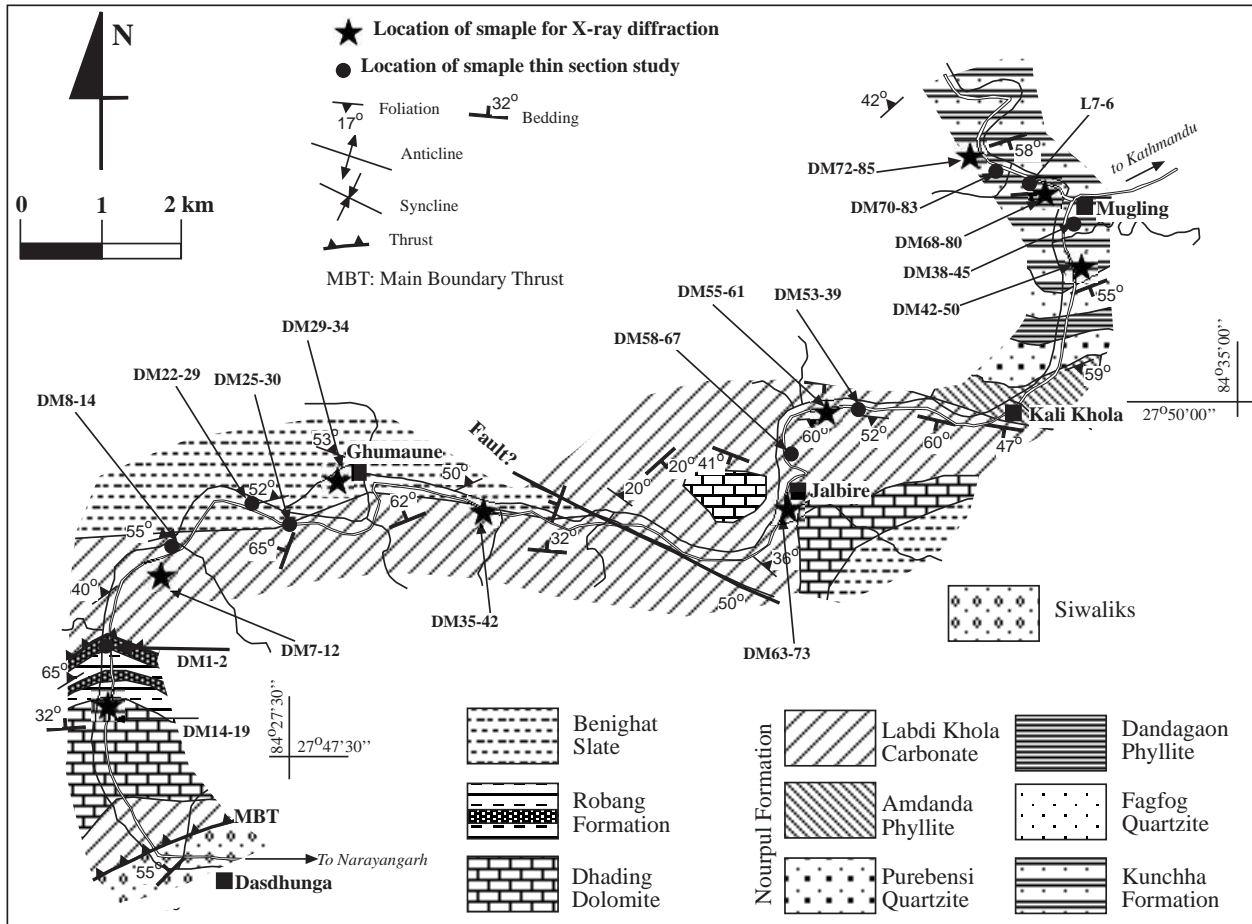 N
Location of smaple for X-ray diffraction
Location of smaple thin section study
Foliation
17°
32°
Bedding
Anticline
Syncline
Thrust
MBT: Main Boundary Thrust
0 1 2 km
42°
L7-6
58°
to Kathmandu
DM72-85
DM70-83
Mugling
DM68-80
DM38-45
DM42-50
55°
DM55-61
DM53-39
DM29-34
DM58-67
DM22-29
DM25-30
DM8-14
59°
84°35'00''
27°50'00''
Kali Khola
60°
52°
60°
47°
53°
Ghumaune
Fault?
50°
20°
41°
20°
Jalbire
52°
62°
55°
65°
32°
36°
50°
40°
DM35-42
DM63-73
DM7-12
DM1-2
65°
32°
DM14-19
84°27'30''
27°47'30''
MBT
To Narayangarh
55°
Dasdhunga
Siwaliks
Benighat
Slate
Robang
Formation
Dhading
Dolomite
Nourpul Formation
Labdi Khola
Carbonate
Amdanda
Phyllite
Purebensi
Quartzite
Dandagaon
Phyllite
Fagfog
Quartzite
Kunchha
Formation